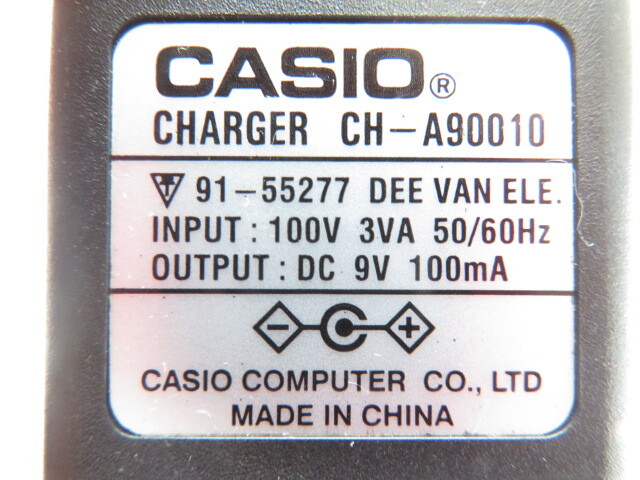 CASIO®
CHARGER CH-A90010
91-55277 DEE VAN ELE.
INPUT : 100V 3VA 50/60Hz
OUTPUT : DC 9V 100mA
CASIO COMPUTER CO., LTD
MADE IN CHINA